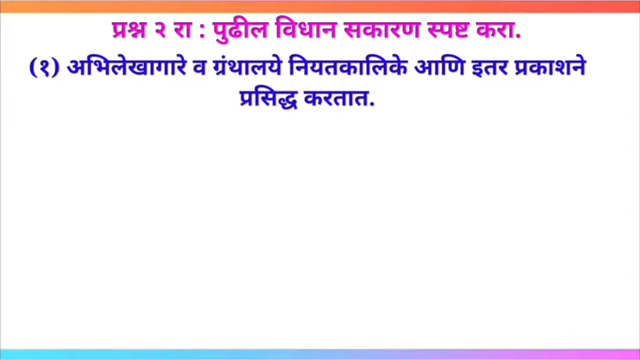 प्रश्न २ रा : पुढील विधान सकारण स्पष्ट करा.
(१) अभिलेखागारे व ग्रंथालये नियतकालिके आणि इतर प्रकाशने
प्रसिद्ध करतात.